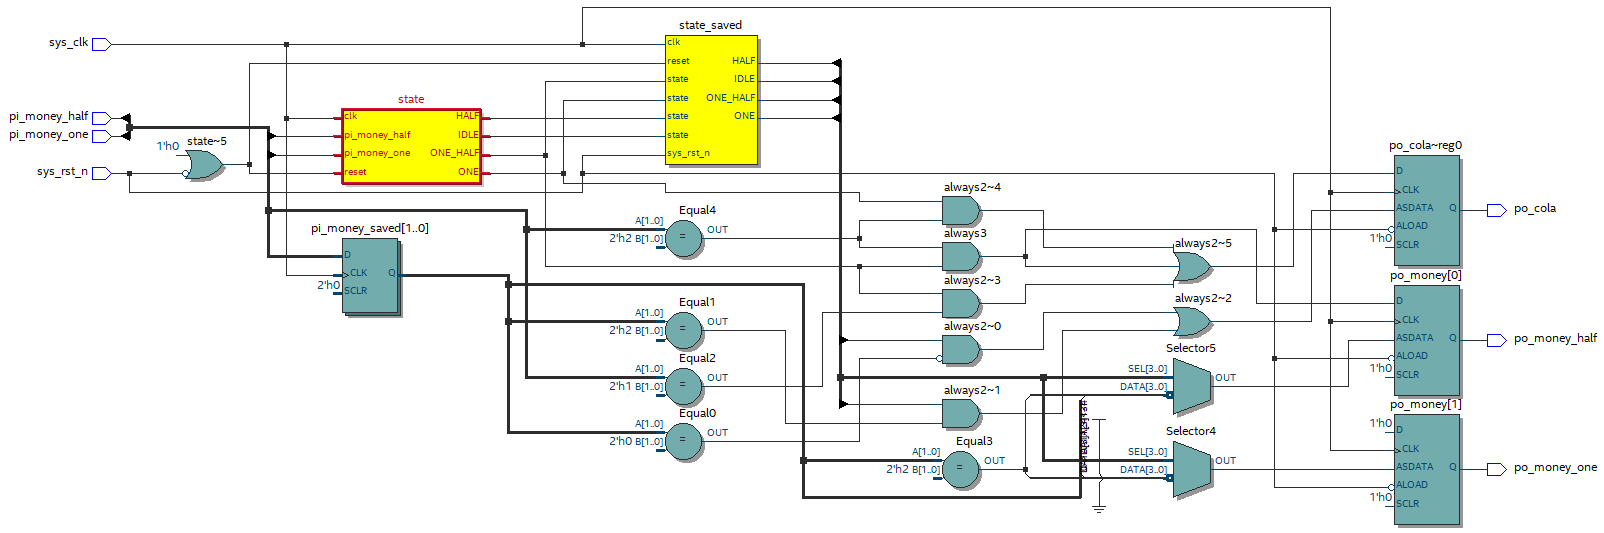 state_saved
sys_clk
clk
reset
HALF
state
IDLE
state
ONE_HALF
state
ONE
state
sys_rst_n
pi_money_half
pi_money_one
sys_rst_n
1'h0
state~5
state
clk
HALF
pi_money_half
IDLE
pi_money_one
ONE_HALF
reset
ONE
pi_money_saved[1..0]
D
CLK
Q
2'h0
SCLR
Equal4
A[1..0]
2'h2 B[1..0]
OUT
Equal1
A[1..0]
2'h2 B[1..0]
OUT
Equal2
A[1..0]
2'h1 B[1..0]
OUT
Equal0
A[1..0]
2'h0 B[1..0]
OUT
always2~4
always3
always2~3
always2~0
always2~1
Equal3
A[1..0]
2'h2 B[1..0]
OUT
always2~5
always2~2
Selector5
SEL[3..0]
DATA[3..0]
OUT
Selector4
SEL[3..0]
DATA[3..0]
OUT
po_cola~reg0
D
CLK
ASDATA
Q
ALOAD
1'h0
SCLR
po_cola
po_money[0]
D
CLK
ASDATA
Q
ALOAD
1'h0
SCLR
po_money_half
po_money[1]
1'h0
D
CLK
ASDATA
Q
ALOAD
1'h0
SCLR
po_money_one